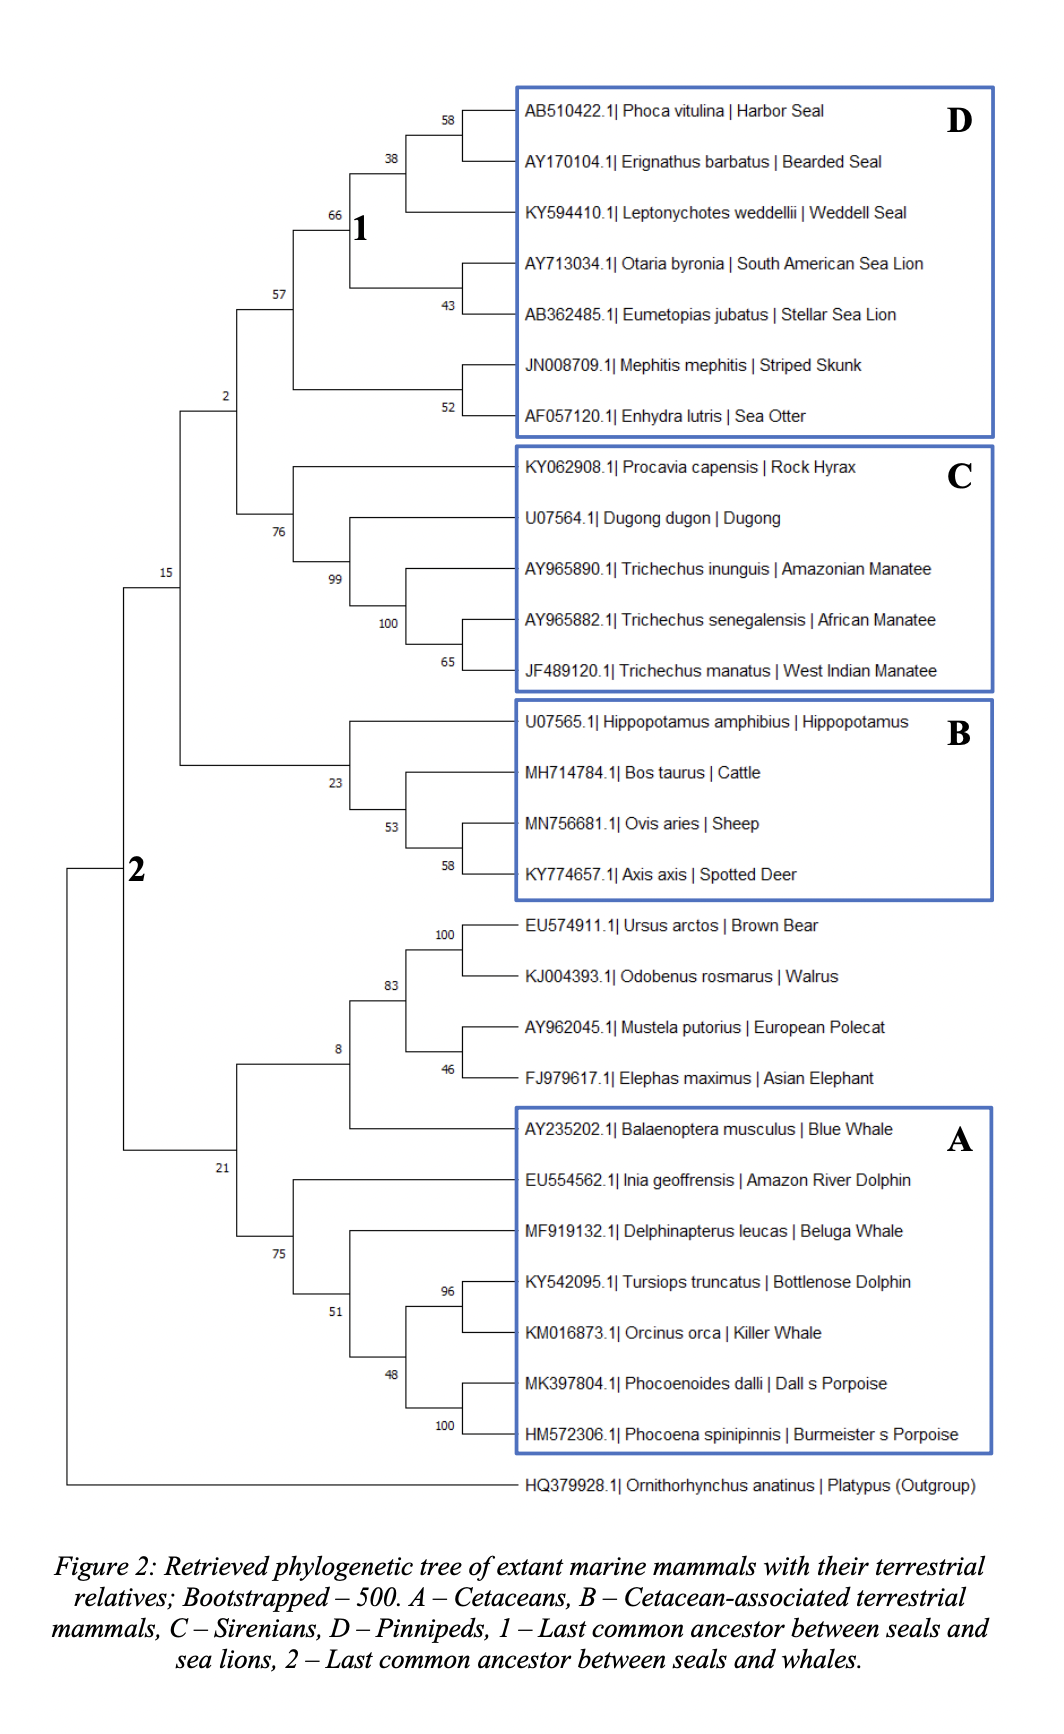 58
AB510422.1| Phoca vitulina | Harbor Seal
D
38
AY170104.1| Erignathus barbatus | Bearded Seal
66
1
KY594410.1| Leptonychotes weddellii | Weddell Seal
AY713034.1| Otaria byronia | South American Sea Lion
57
43
AB362485.1| Eumetopias jubatus | Stellar Sea Lion
JN008709.1| Mephitis mephitis | Striped Skunk
2
52
AF057120.1| Enhydra lutris | Sea Otter
KY062908.1| Procavia capensis | Rock Hyrax
C
76
U07564.1| Dugong dugon | Dugong
15
99
AY965890.1| Trichechus inunguis | Amazonian Manatee
100
AY965882.1| Trichechus senegalensis | African Manatee
65
JF489120.1| Trichechus manatus | West Indian Manatee
U07565.1| Hippopotamus amphibius | Hippopotamus
B
23
MH714784.1| Bos taurus | Cattle
53
MN756681.1| Ovis aries | Sheep
2
58
KY774657.1| Axis axis | Spotted Deer
100
EU574911.1| Ursus arctos | Brown Bear
83
KJ004393.1| Odobenus rosmarus | Walrus
8
AY962045.1| Mustela putorius | European Polecat
46
FJ979617.1| Elephas maximus | Asian Elephant
AY235202.1| Balaenoptera musculus | Blue Whale
A
21
EU554562.1| Inia geoffrensis | Amazon River Dolphin
75
MF919132.1| Delphinapterus leucas | Beluga Whale
96
KY542095.1| Tursiops truncatus | Bottlenose Dolphin
51
KM016873.1| Orcinus orca | Killer Whale
48
MK397804.1| Phocoenoides dalli | Dall s Porpoise
100
HM572306.1| Phocoena spinipinnis | Burmeister s Porpoise
HQ379928.1| Ornithorhynchus anatinus | Platypus (Outgroup)
Figure 2: Retrieved phylogenetic tree of extant marine mammals with their terrestrial
relatives; Bootstrapped – 500. A – Cetaceans, B – Cetacean-associated terrestrial
mammals, C – Sirenians, D – Pinnipeds, 1 – Last common ancestor between seals and
sea lions, 2 – Last common ancestor between seals and whales.